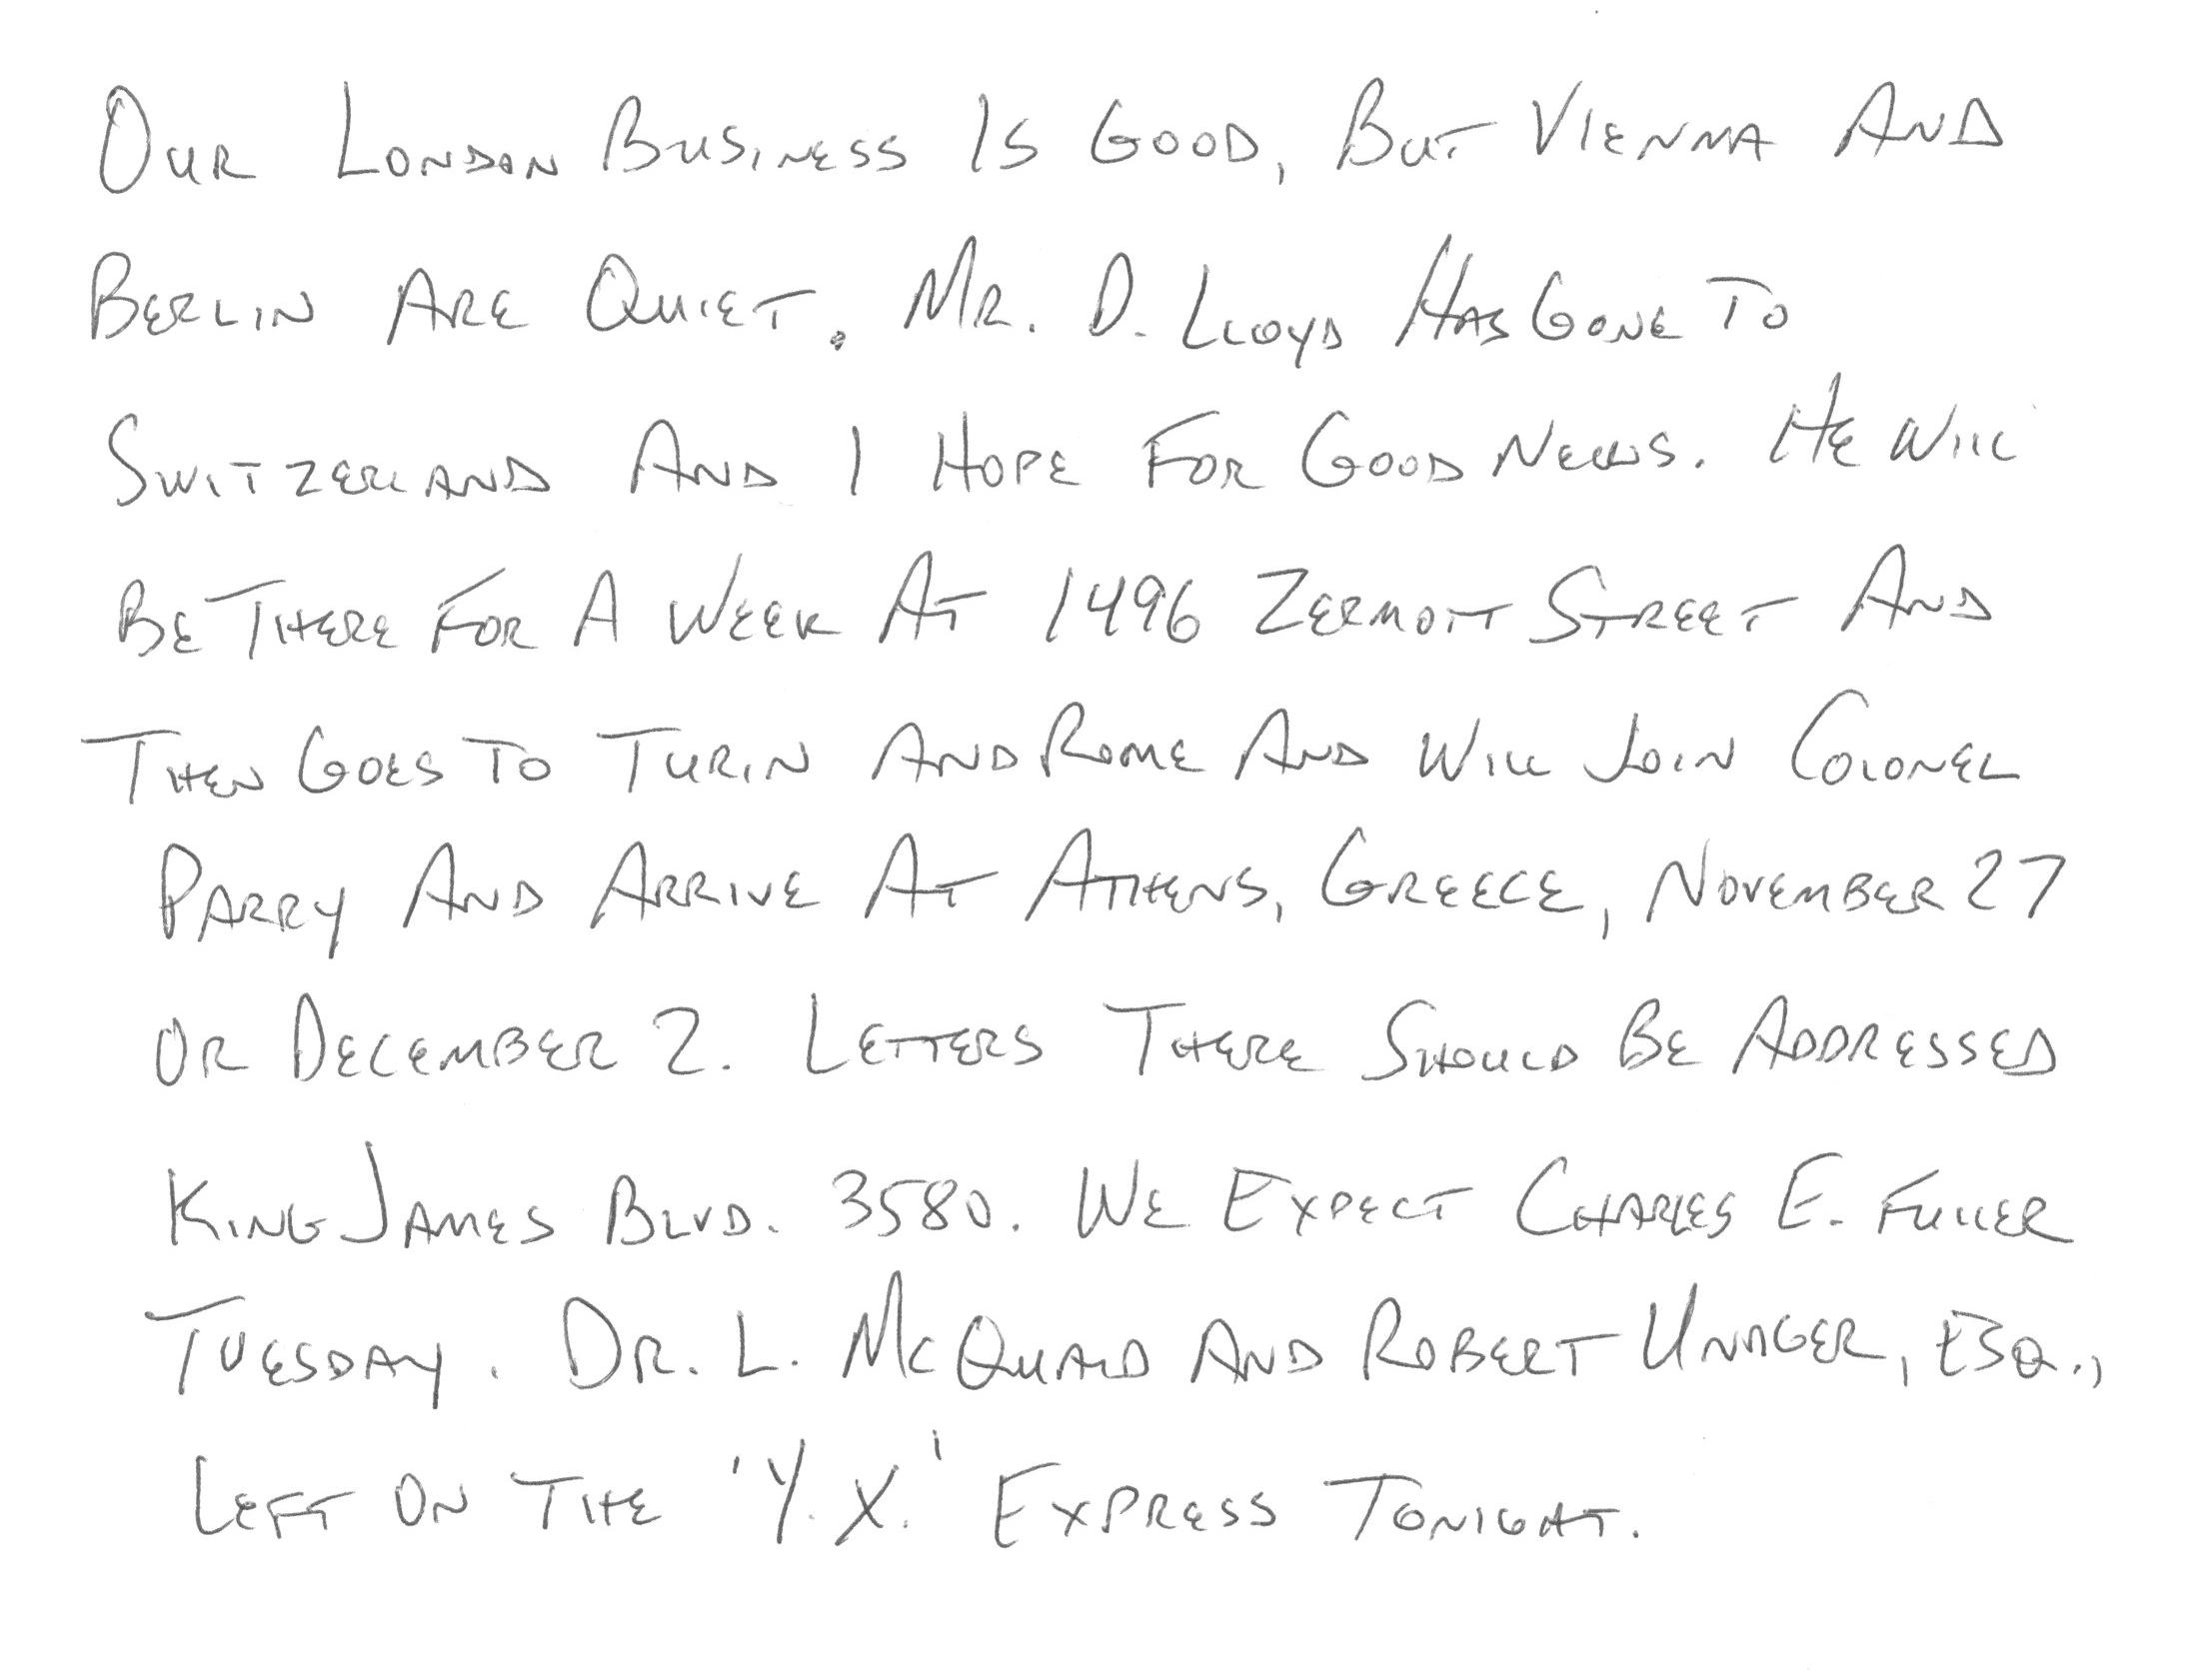 Our London Business Is Good, But Vienna And
Berlin Are Quiet. Mr. D. Lloyd Has Gone To
Switzerland And I Hope For Good News. He Will
Be There For A Week At 1496 Zermott Street And
Then Goes To Turin And Rome And Will Join Colonel
Parry And Arrive At Athens, Greece, November 27
Or December 2. Letters There Should Be Addressed
King James Blvd. 3580. We Expect Charles E. Fuller
Tuesday. Dr. L. McQuaid And Robert Unger, Esq.,
Left On The 'Y.X.' Express Tonight.